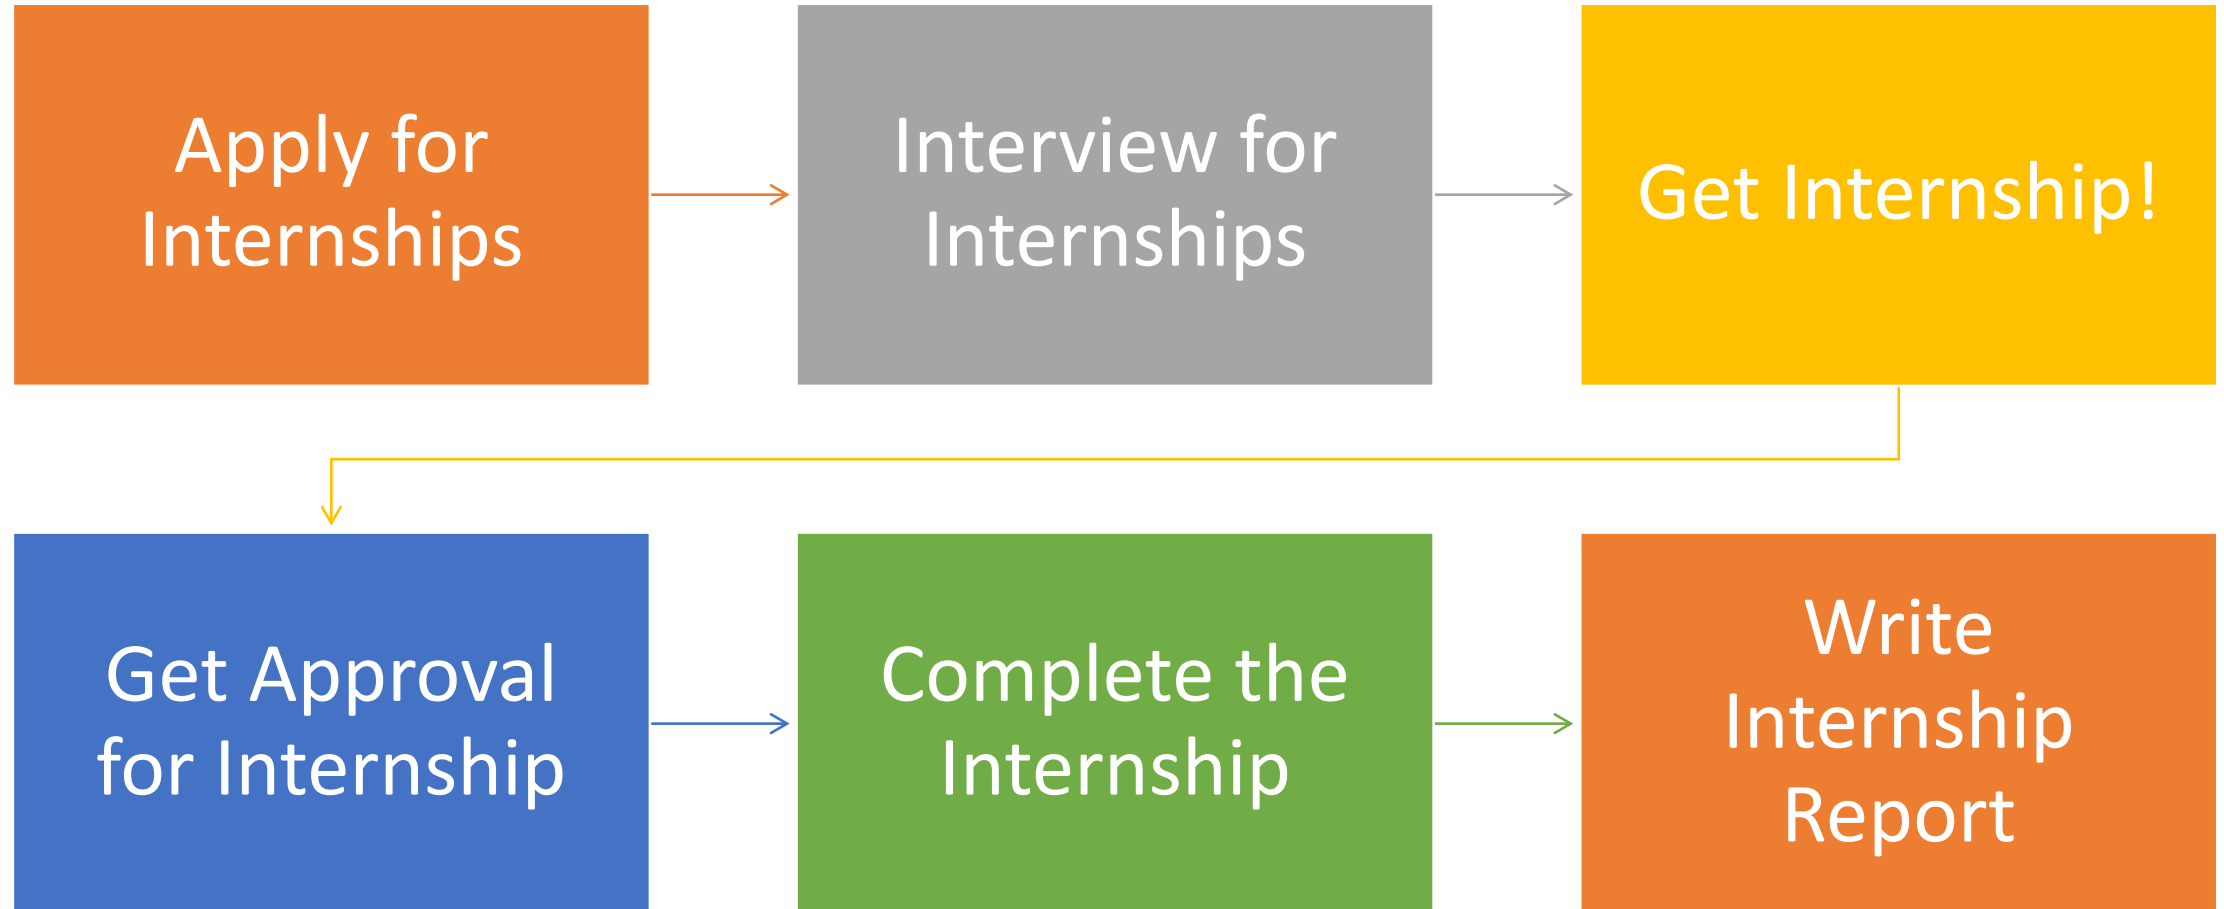 Apply for
Internships
Interview for
Internships
Get Internship!
Get Approval
for Internship
Complete the
Internship
Write
Internship
Report